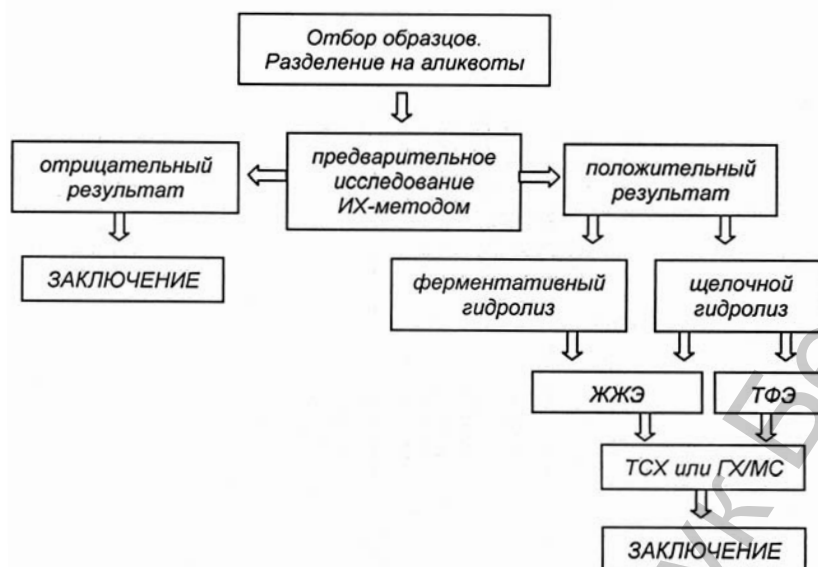 Отбор образцов.
Разделение на аликвоты
отрицательный
результат
предварительное
исследование
ИХ-методом
положительный
результат
ЗАКЛЮЧЕНИЕ
ферментативный
гидролиз
щелочной
гидролиз
ЖЖЭ
ТФЭ
ТСХ или ГХ/МС
ЗАКЛЮЧЕНИЕ